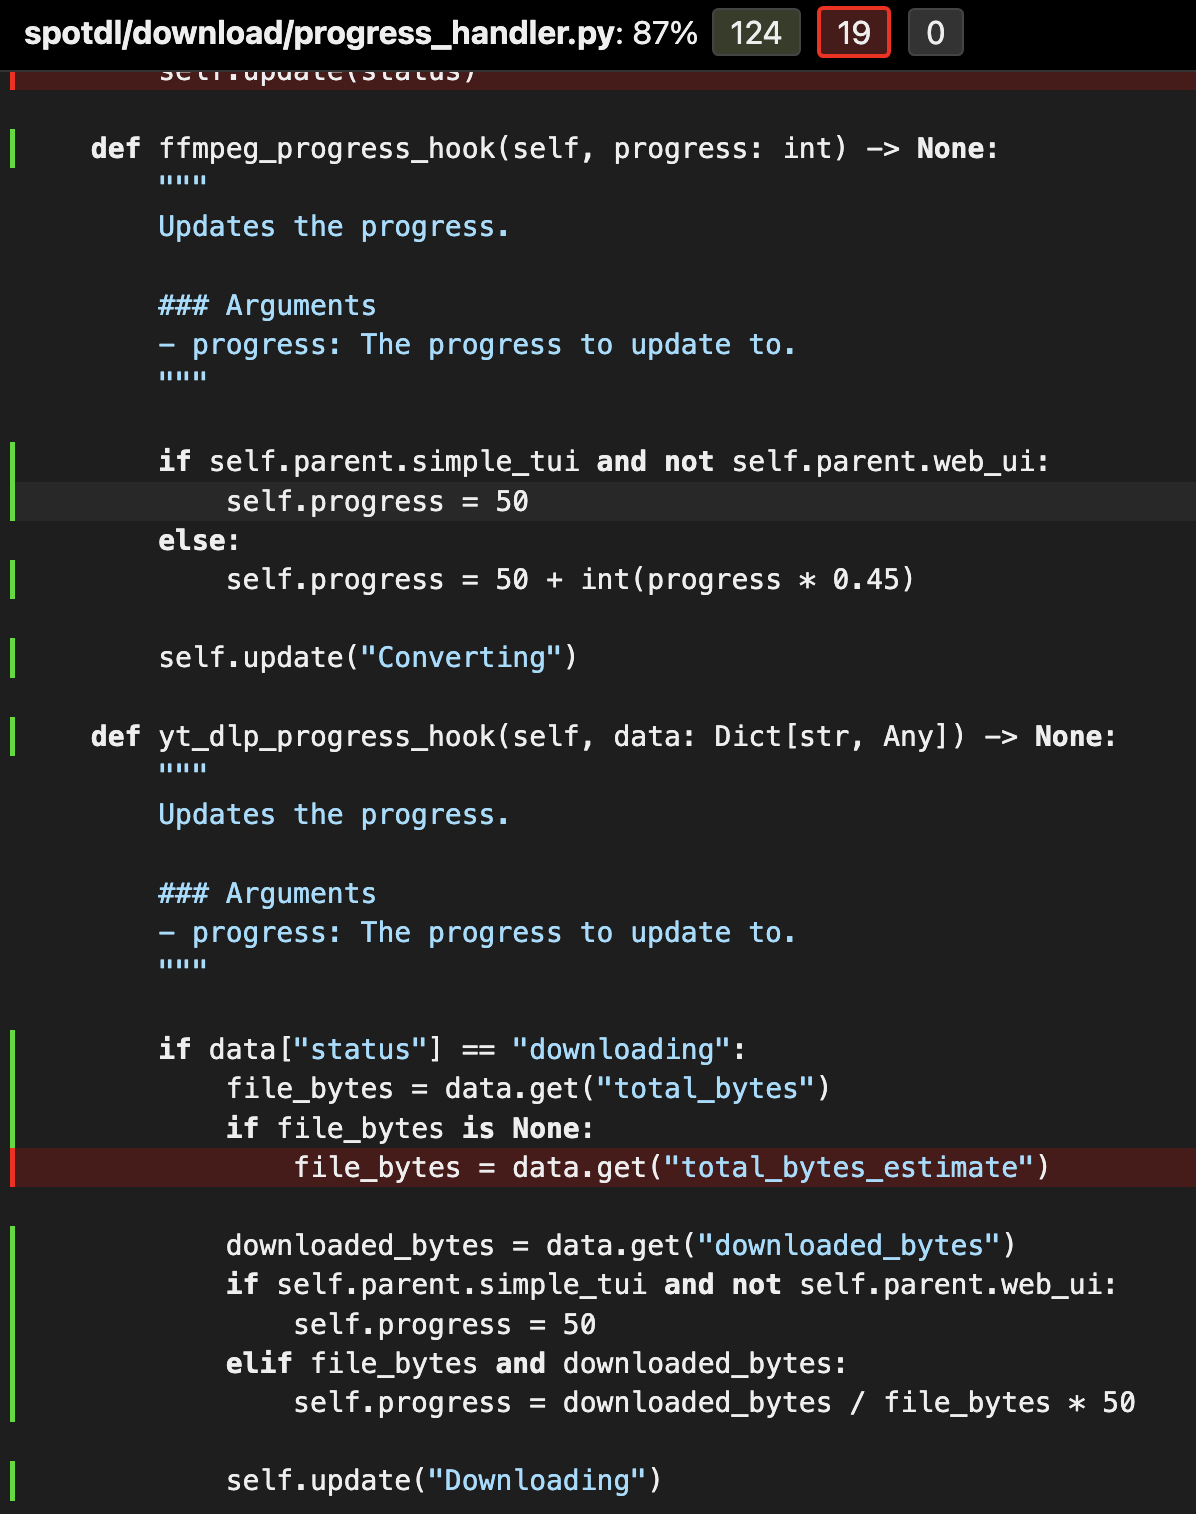 spotdl/download/progress_handler.py: 87% 124 19 0
self.update(status)
def ffmpeg_progress_hook(self, progress: int) -> None:
"""
Updates the progress.
### Arguments
- progress: The progress to update to.
"""
if self.parent.simple_tui and not self.parent.web_ui:
self.progress = 50
else:
self.progress = 50 + int(progress * 0.45)
self.update("Converting")
def yt_dlp_progress_hook(self, data: Dict[str, Any]) -> None:
"""
Updates the progress.
### Arguments
- progress: The progress to update to.
"""
if data["status"] == "downloading":
file_bytes = data.get("total_bytes")
if file_bytes is None:
file_bytes = data.get("total_bytes_estimate")
downloaded_bytes = data.get("downloaded_bytes")
if self.parent.simple_tui and not self.parent.web_ui:
self.progress = 50
elif file_bytes and downloaded_bytes:
self.progress = downloaded_bytes / file_bytes * 50
self.update("Downloading")